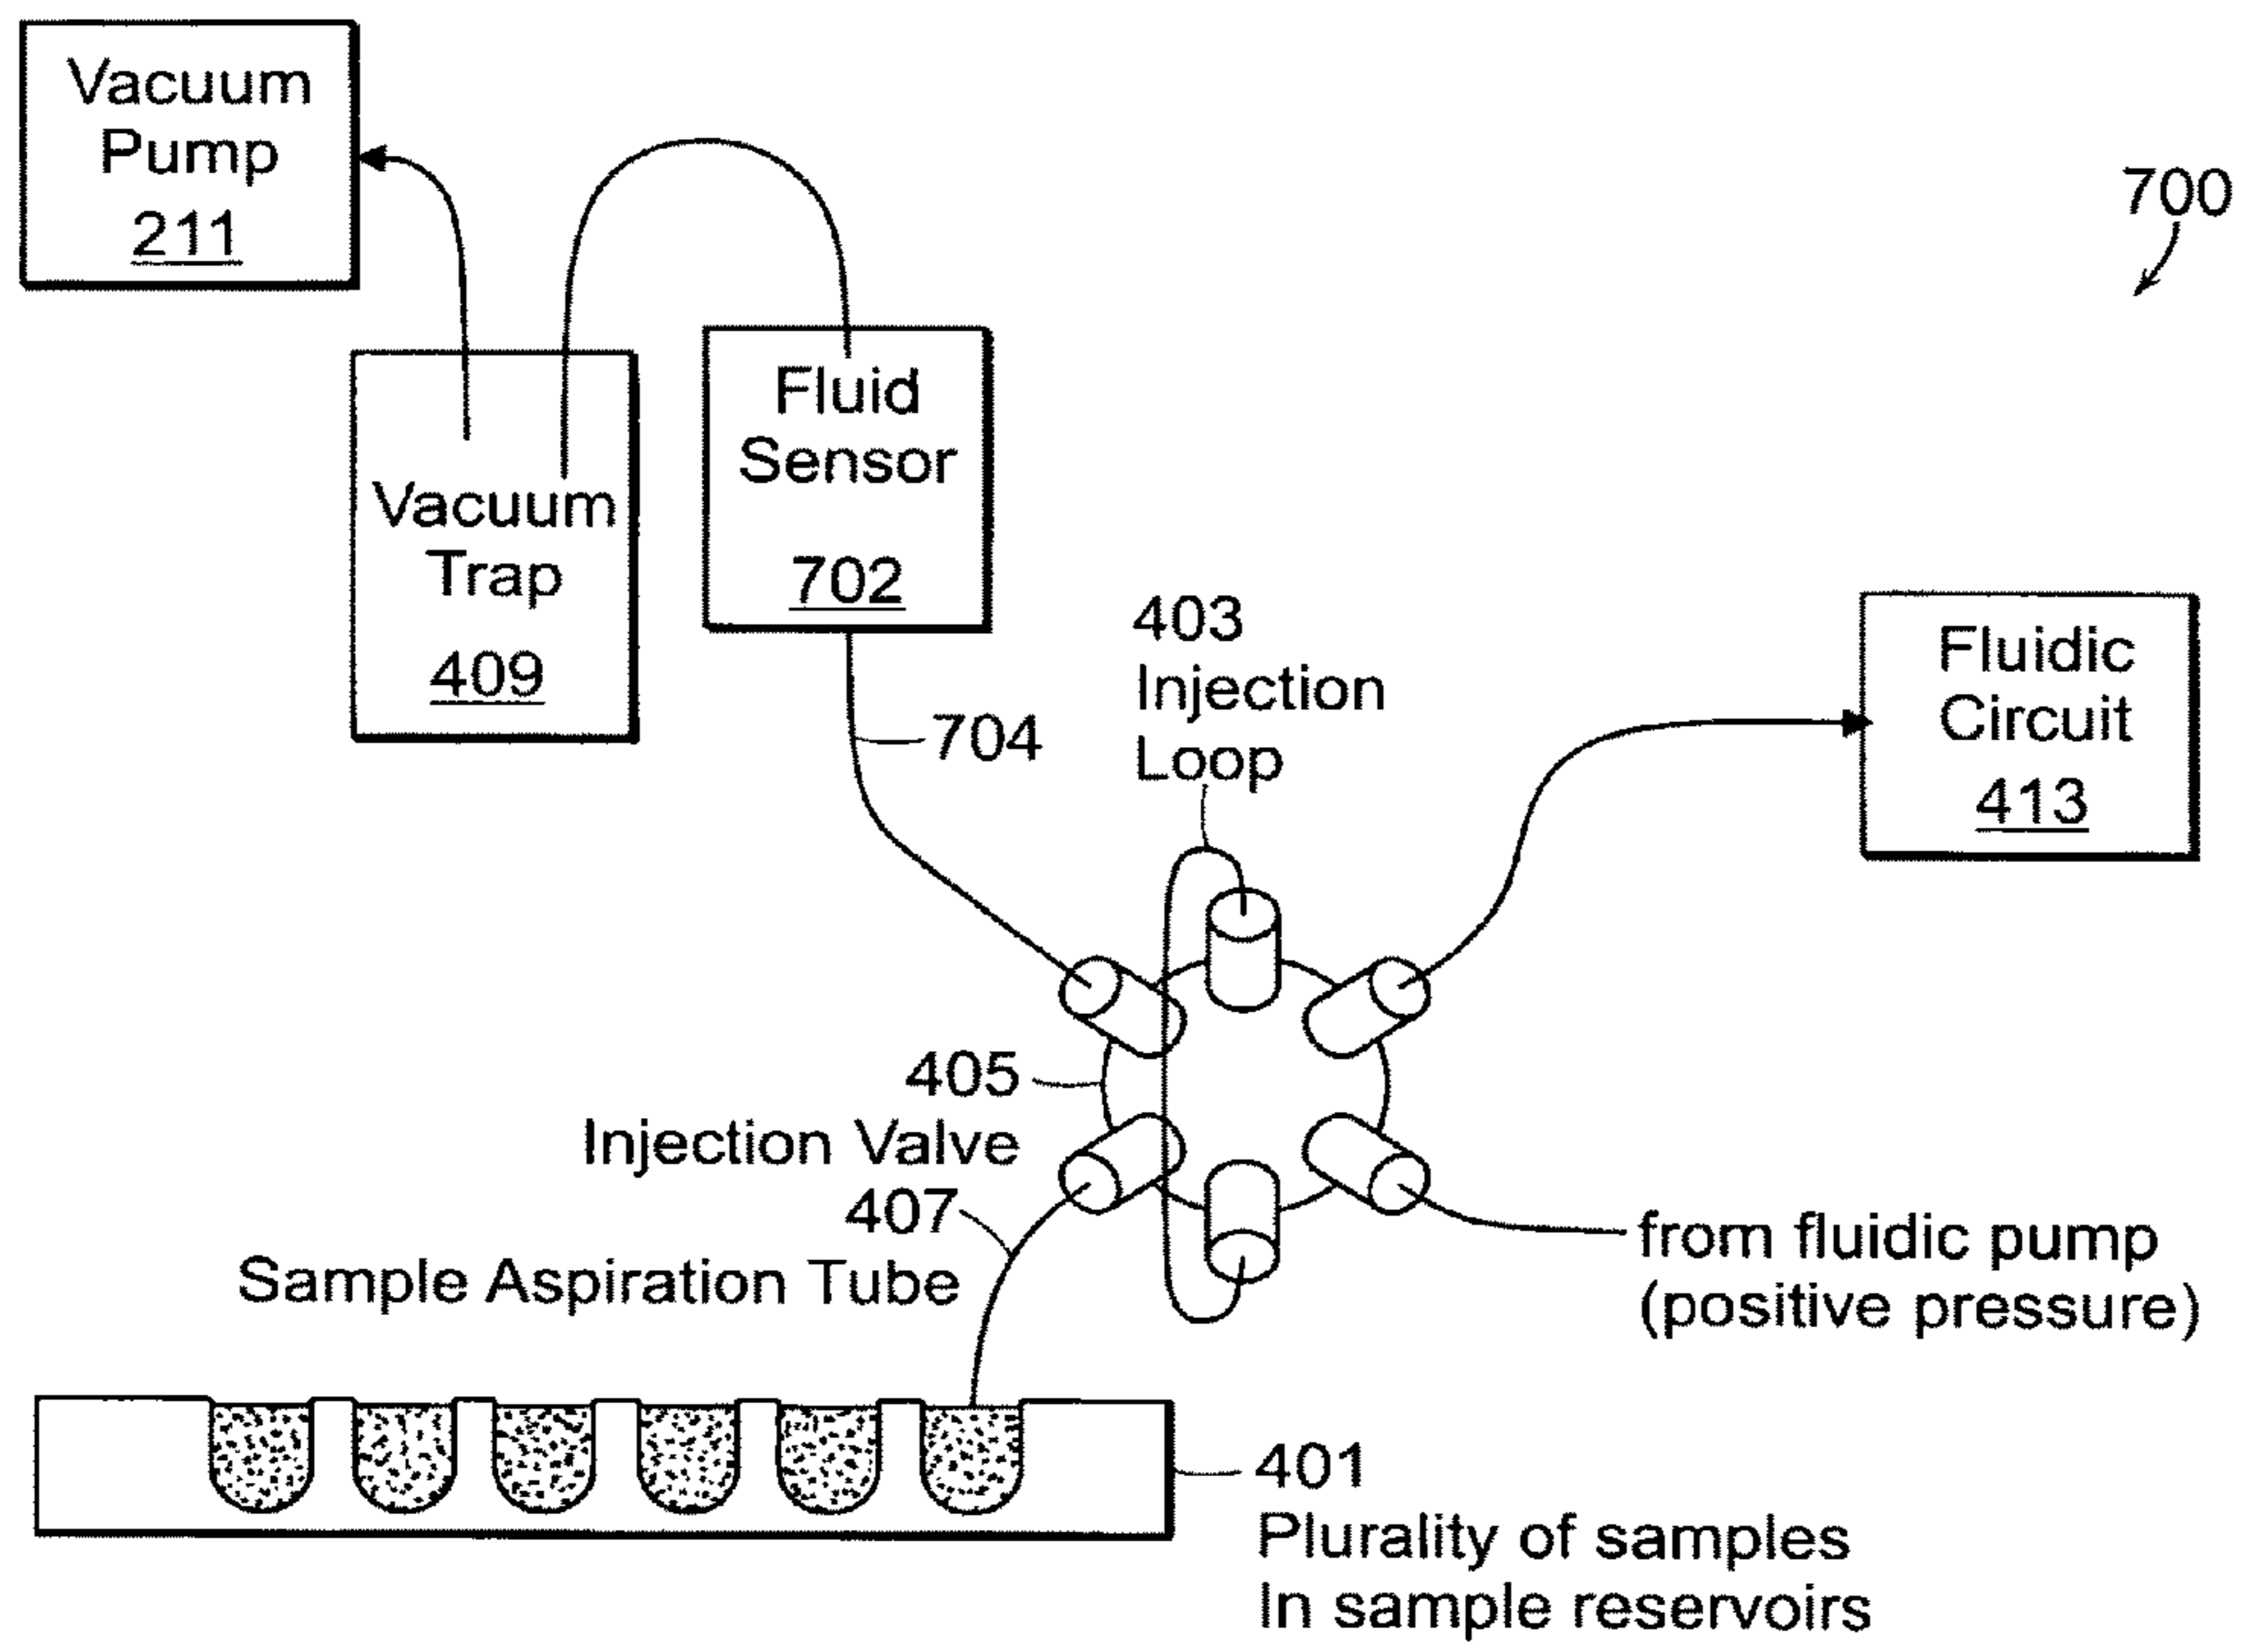 Vacuum
Pump
211
700
Fluid
Sensor
702
Vacuum
Trap
409
403
Injection
Loop
704
Fluidic
Circuit
413
405
Injection Valve
407
Sample Aspiration Tube
from fluidic pump
(positive pressure)
401
Plurality of samples
In sample reservoirs